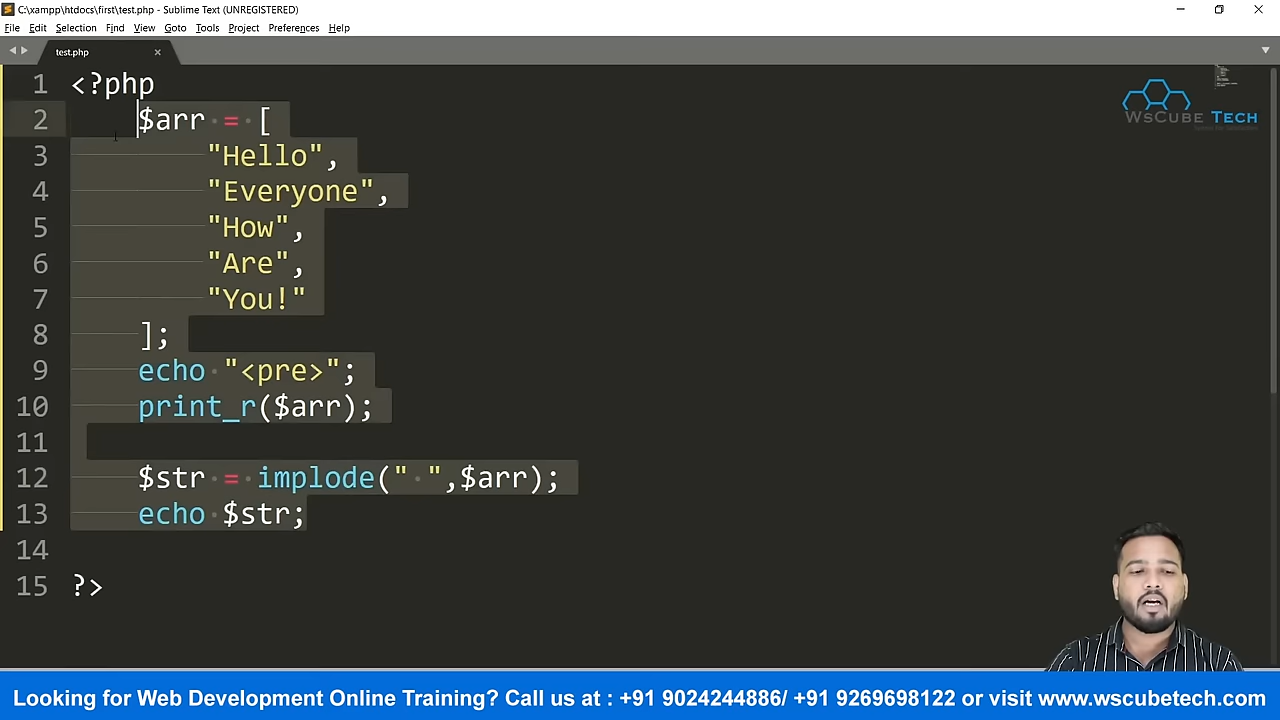 C:\xampp\htdocs\first\test.php - Sublime Text (UNREGISTERED)
File Edit Selection Find View Goto Tools Project Preferences Help
test.php
1 <?php
2 $arr = [
3 "Hello",
4 "Everyone",
5 "How",
6 "Are",
7 "You!"
8 ];
9 echo "<pre>";
10 print_r($arr);
11
12 $str = implode(" ",$arr);
13 echo $str;
14
15 ?>
WsCube Tech
Looking for Web Development Online Training? Call us at : +91 9024244886/ +91 9269698122 or visit www.wscubetech.com